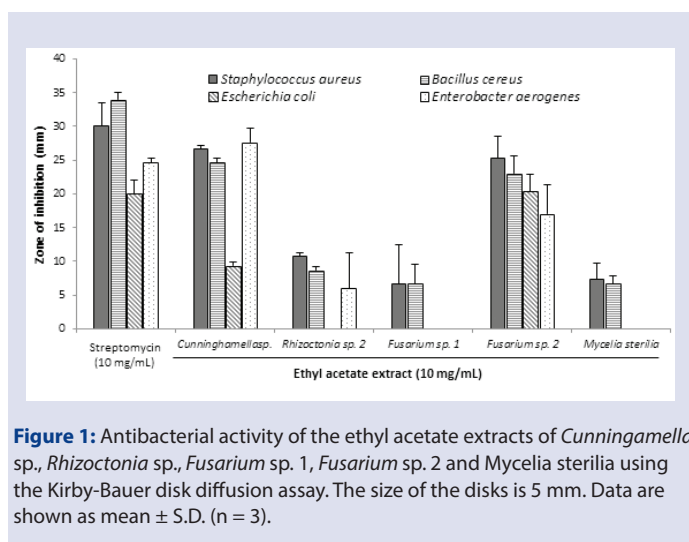 40
35
30
25
20
15
10
5
0
Zone of inhibition (mm)
Staphylococcus aureus
Bacillus cereus
Escherichia coli
Enterobacter aerogenes
Streptomycin
(10 mg/mL)
Cunninghamellasp.
Rhizoctonia sp. 2
Fusarium sp. 1
Fusarium sp. 2
Mycelia sterilia
Ethyl acetate extract (10 mg/mL)
Figure 1: Antibacterial activity of the ethyl acetate extracts of Cunningamella
sp., Rhizoctonia sp., Fusarium sp. 1, Fusarium sp. 2 and Mycelia sterilia using
the Kirby-Bauer disk diffusion assay. The size of the disks is 5 mm. Data are
shown as mean ± S.D. (n = 3).